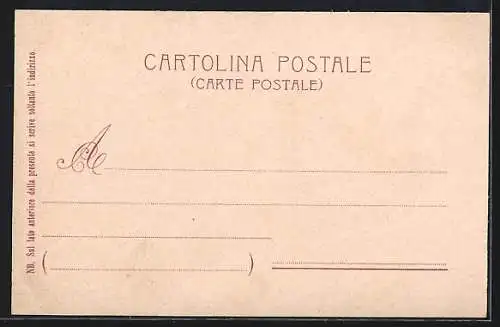 CARTOLINA POSTALE
(CARTE POSTALE)
A
( )
NB. Sul lato anteriore della presente si scrive soltanto l'indirizzo.